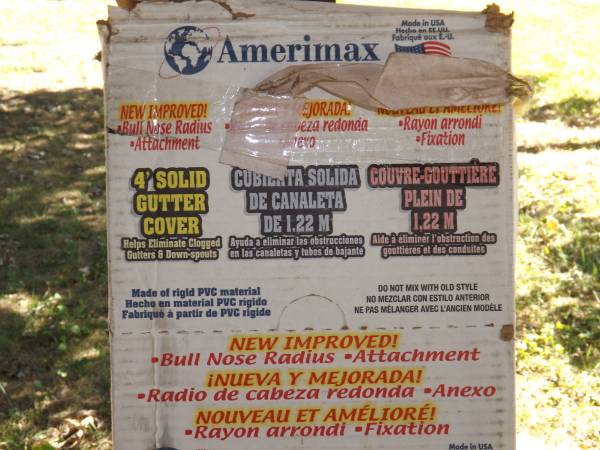 Amerimax
Made in USA
Hecho en EE.UU.
Fabriqué aux É.-U.
NEW IMPROVED!
•Bull Nose Radius
•Attachment
MEJORADA!
cabeza redonda
NOUVEAU ET AMÉLIORÉ!
•Rayon arrondi
•Fixation
4' SOLID
GUTTER
COVER
Helps Eliminate Clogged
Gutters & Down-spouts
CUBIERTA SOLIDA
DE CANALETA
DE 1.22 M
Ayuda a eliminar las obstrucciones
en las canaletas y tubos de bajante
COUVRE-GOUTTIÈRE
PLEIN DE
1,22 M
Aide à éliminer l'obstruction des
gouttières et des conduites
Made of rigid PVC material
Hecho en material PVC rigido
Fabriqué à partir de PVC rigide
DO NOT MIX WITH OLD STYLE
NO MEZCLAR CON ESTILO ANTERIOR
NE PAS MÉLANGER AVEC L'ANCIEN MODÈLE
NEW IMPROVED!
•Bull Nose Radius •Attachment
¡NUEVA Y MEJORADA!
•Radio de cabeza redonda •Anexo
NOUVEAU ET AMÉLIORÉ!
•Rayon arrondi •Fixation
Made in USA